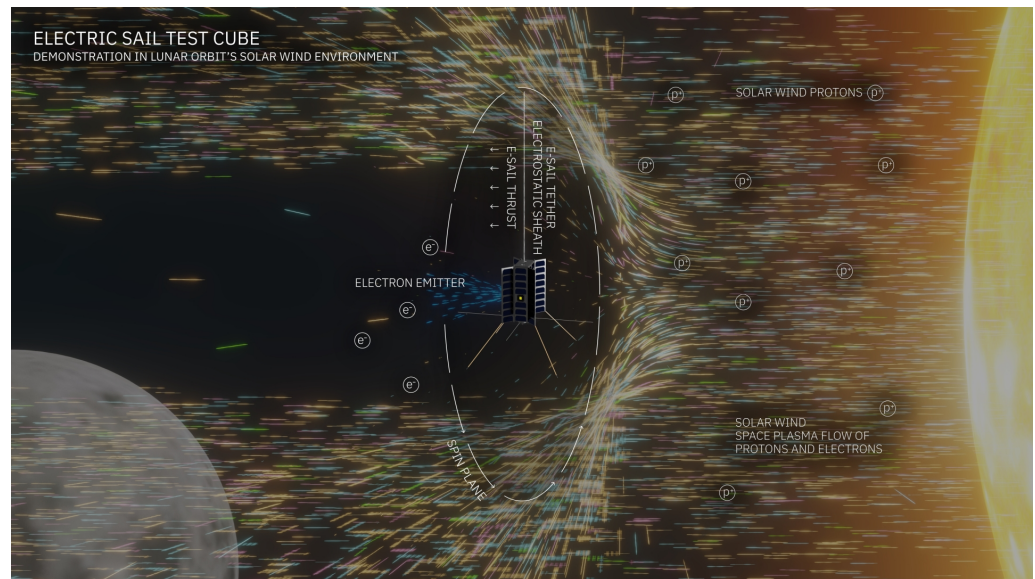 ELECTRIC SAIL TEST CUBE
DEMONSTRATION IN LUNAR ORBIT'S SOLAR WIND ENVIRONMENT
SOLAR WIND PROTONS p⁺
p⁺
p⁺
p⁺
p⁺
E-SAIL TETHER
ELECTROSTATIC SHEATH
E-SAIL THRUST
↓ ↓ ↓ ↓ ↓
e⁻
p⁺
p⁺
ELECTRON EMITTER
e⁻
p⁺
e⁻
e⁻
p⁺
SOLAR WIND
SPACE PLASMA FLOW OF
PROTONS AND ELECTRONS
SPIN PLANE
p⁺